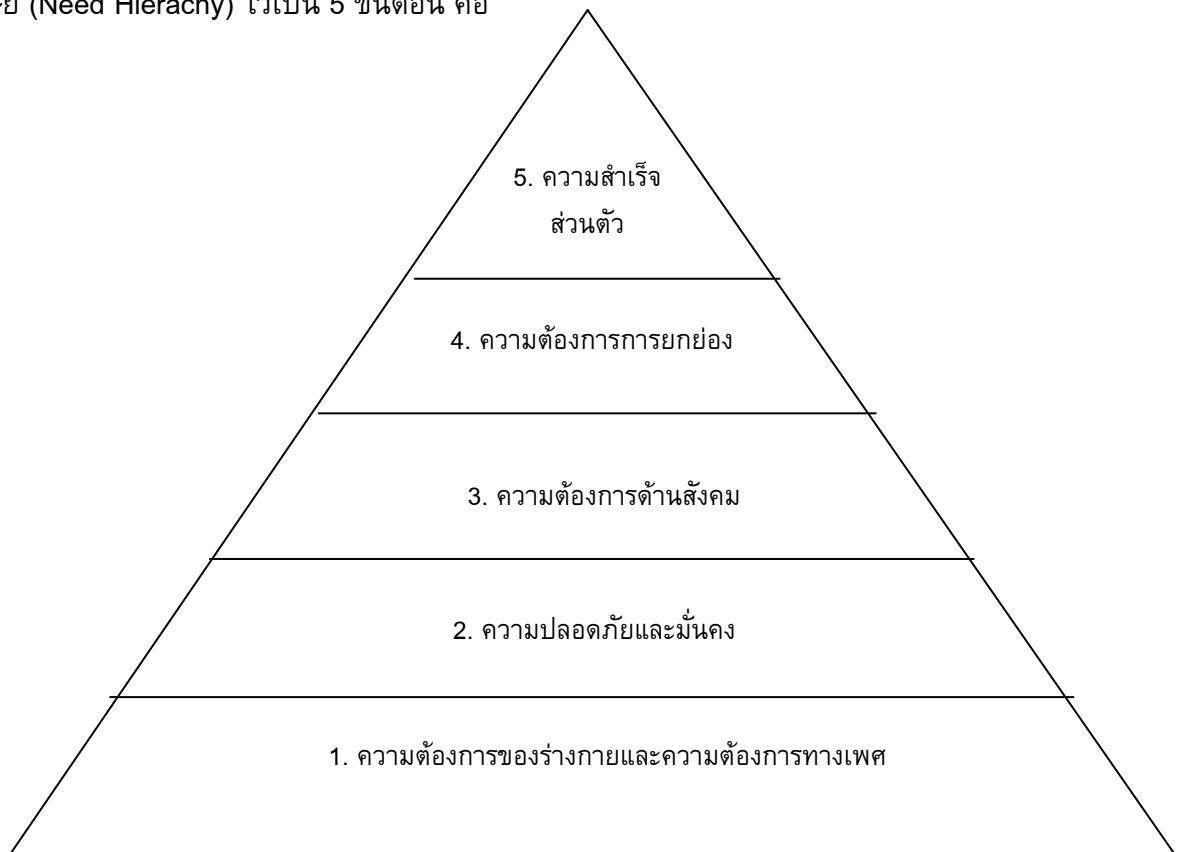 (Need Hierachy) ไว้เป็น 5 ขั้นตอน คือ
5. ความสำเร็จ
ส่วนตัว
4. ความต้องการการยกย่อง
3. ความต้องการด้านสังคม
2. ความปลอดภัยและมั่นคง
1. ความต้องการของร่างกายและความต้องการทางเพศ